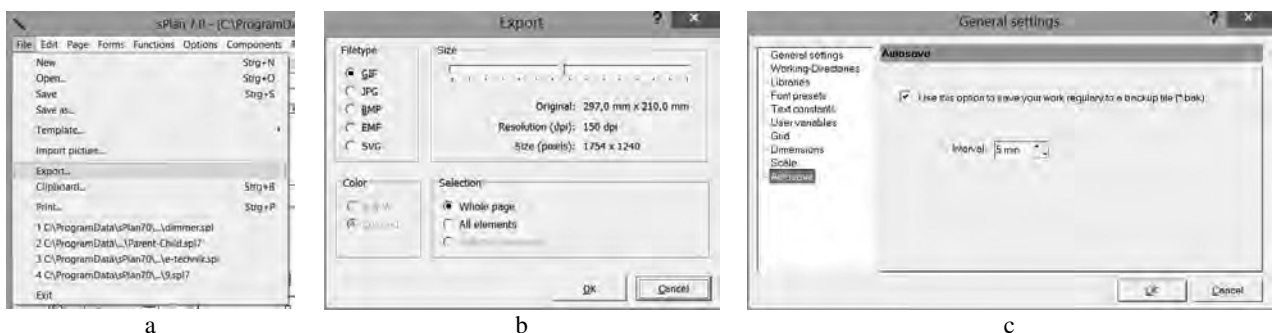 sPlan 7.0 - [C:\ProgramDa
File Edit Page Forms Functions Options Components
New Strg+N
Open... Strg+O
Save Strg+S
Save as...
Template...
Import picture...
Export...
Clipboard... Strg+B
Print... Strg+P
1 C:\ProgramData\sPlan70\...\dimmer.spl
2 C:\ProgramData\...\Parent-Child.spl7
3 C:\ProgramData\sPlan70\...\e-technik.spl
4 C:\ProgramData\sPlan70\...\9.spl7
Exit
a
Export ? ×
Filetype
GIF
JPG
BMP
EMF
SVG
Size
Original: 297,0 mm x 210,0 mm
Resolution (dpi): 150 dpi
Size (pixels): 1754 x 1240
Color
Selection
Whole page
All elements
OK Cancel
b
General settings ? ×
General settings
Working-Directories
Libraries
Font presets
Text constants
User variables
Grid
Dimensions
Scale
Autosave
Autosave
Use this option to save your work regulary to a backup file (*.bak)
Interval: 5 min
OK Cancel
c